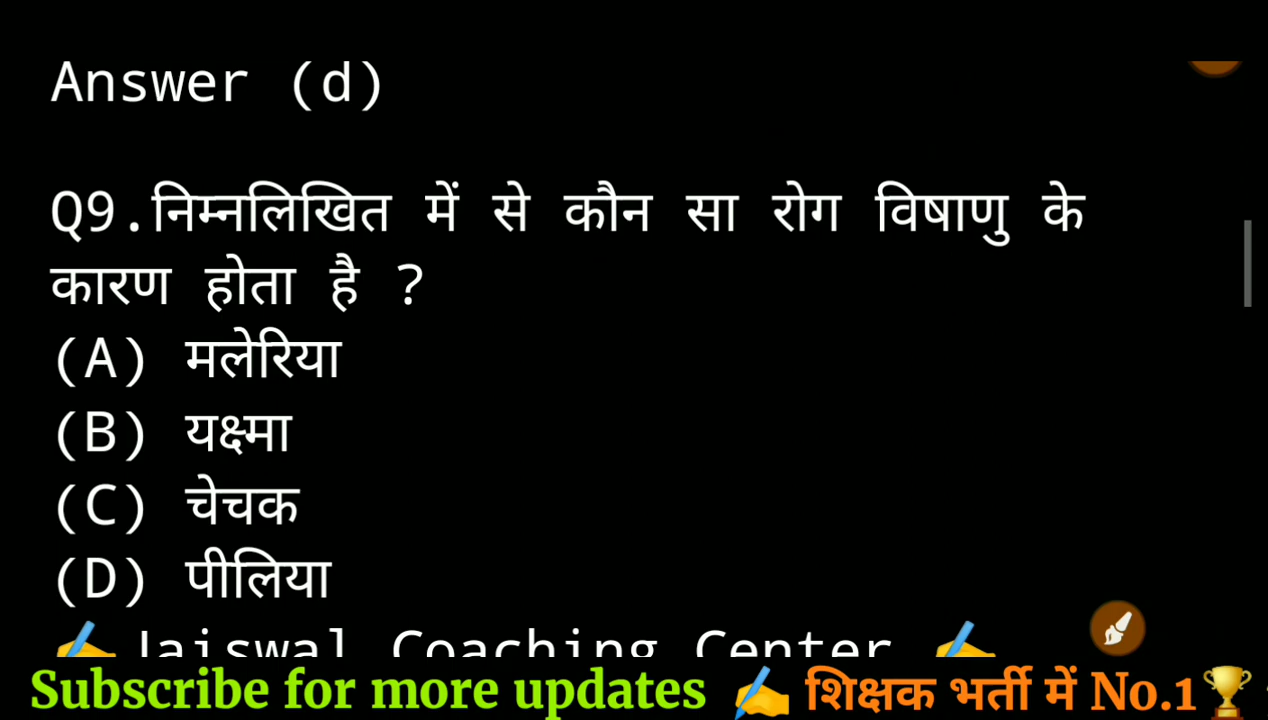 Answer (d)
Q9.निम्नलिखित में से कौन सा रोग विषाणु के
कारण होता है ?
(A) मलेरिया
(B) यक्ष्मा
(C) चेचक
(D) पीलिया
✍️Jaiswal Coaching Center ✍️
Subscribe for more updates ✍️ शिक्षक भर्ती में No.1🏆